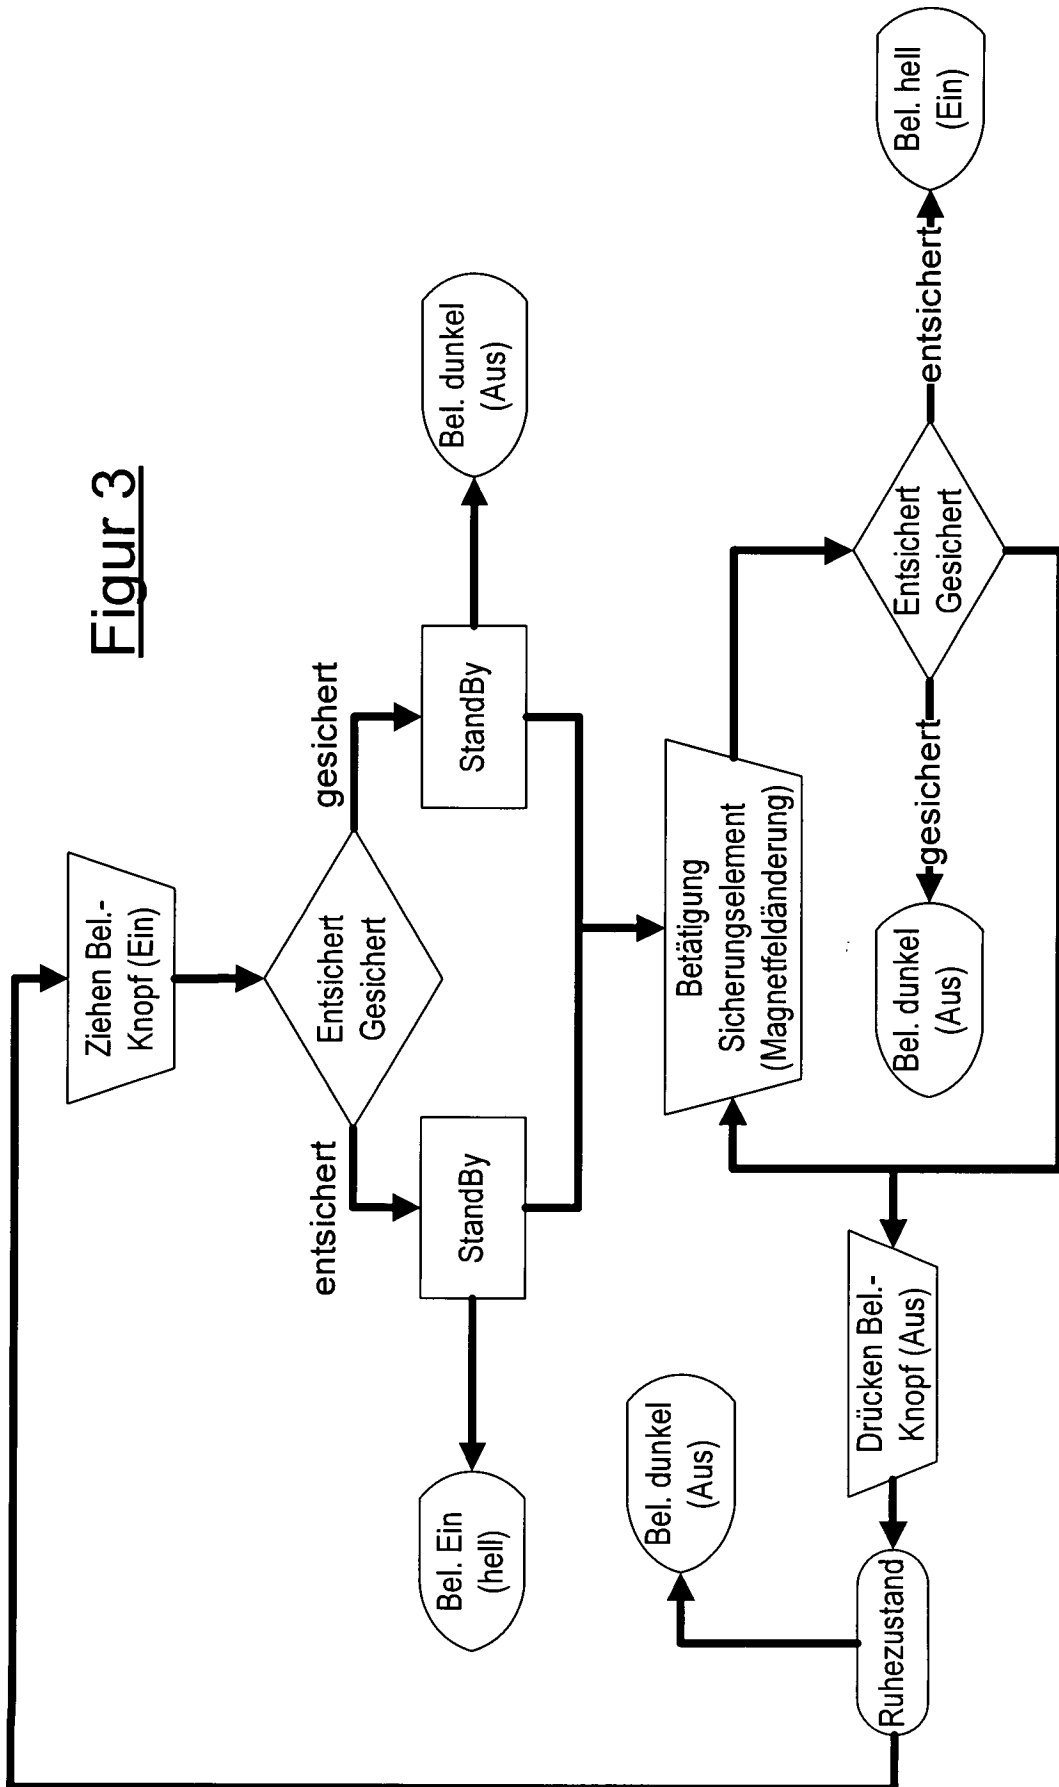 Figur 3
Ziehen Bel.-
Knopf (Ein)
Entsichert
Gesichert
entsichert
gesichert
StandBy
StandBy
Bel. Ein
(hell)
Bel. dunkel
(Aus)
Betätigung
Sicherungselement
(Magnetfeldänderung)
Entsichert
Gesichert
gesichert
entsichert
Bel. dunkel
(Aus)
Bel. hell
(Ein)
Drücken Bel.-
Knopf (Aus)
Ruhezustand
Bel. dunkel
(Aus)